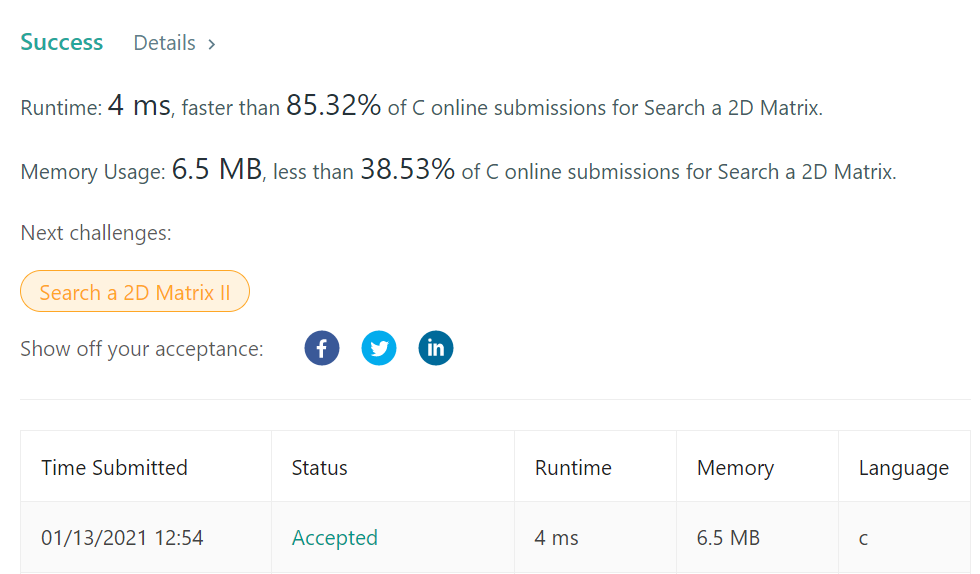 Success Details >
Runtime: 4 ms, faster than 85.32% of C online submissions for Search a 2D Matrix.
Memory Usage: 6.5 MB, less than 38.53% of C online submissions for Search a 2D Matrix.
Next challenges:
Search a 2D Matrix II
Show off your acceptance: f in
Time Submitted Status Runtime Memory Language
01/13/2021 12:54 Accepted 4 ms 6.5 MB c